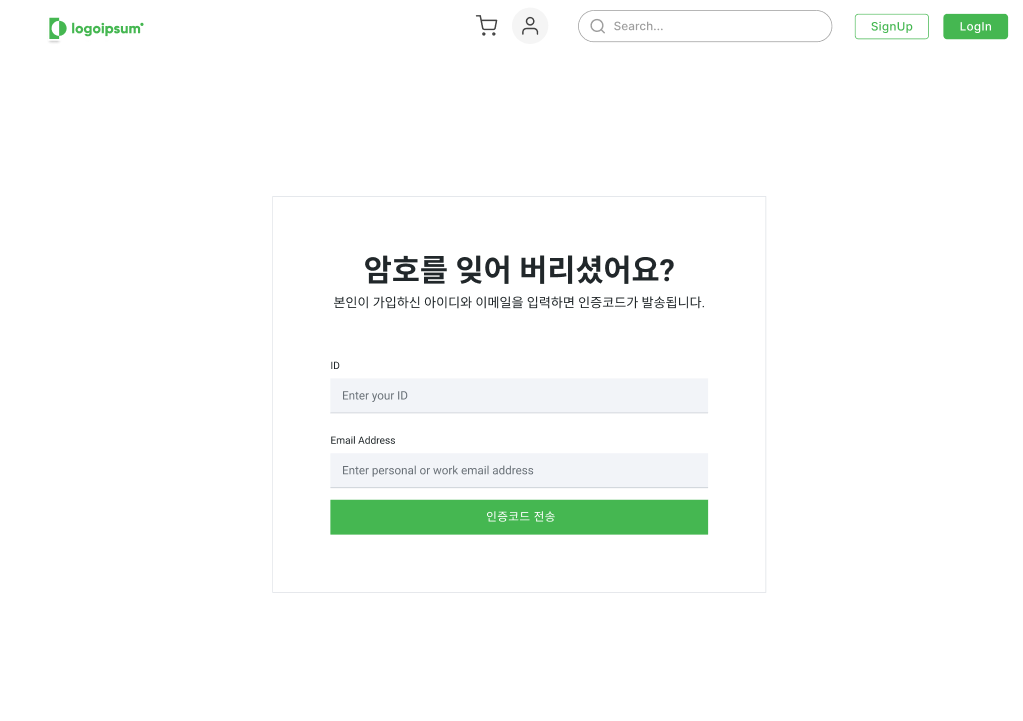 logoipsum
Search...
SignUp
LogIn
암호를 잊어 버리셨어요?
본인이 가입하신 아이디와 이메일을 입력하면 인증코드가 발송됩니다.
ID
Enter your ID
Email Address
Enter personal or work email address
인증코드 전송